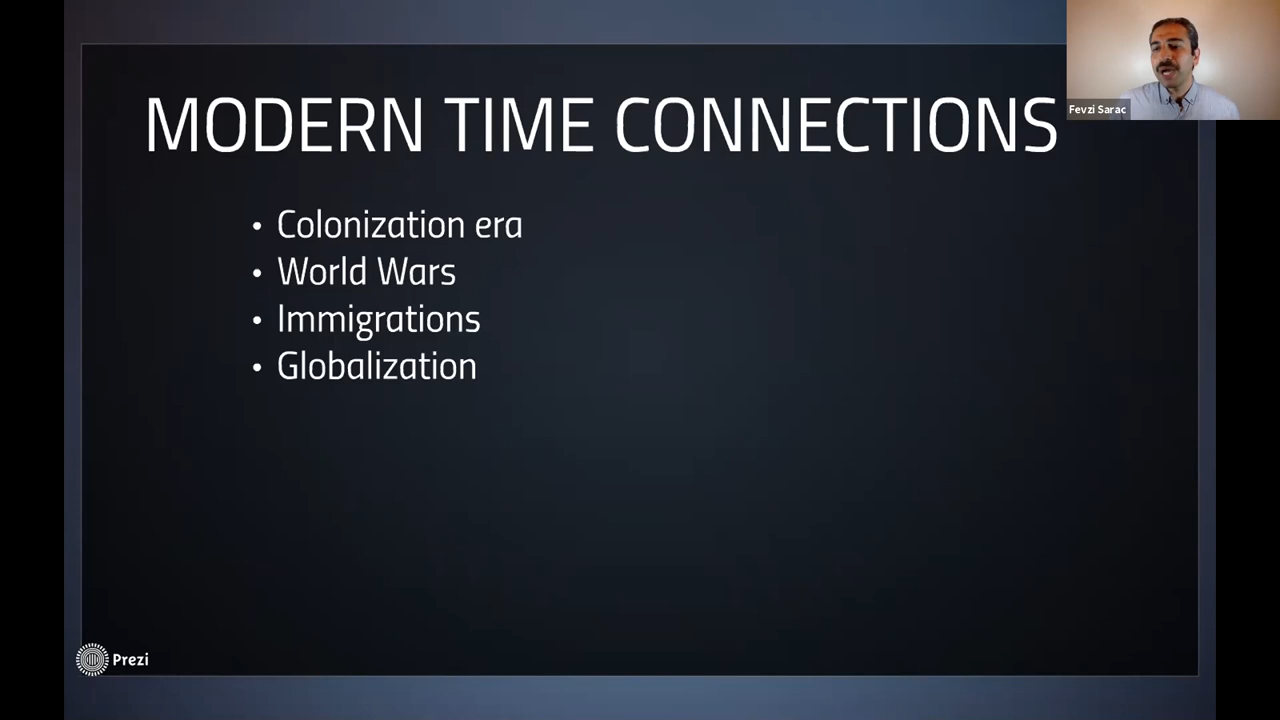 MODERN TIME CONNECTIONS
Fevzi Sarac
• Colonization era
• World Wars
• Immigrations
• Globalization
Prezi